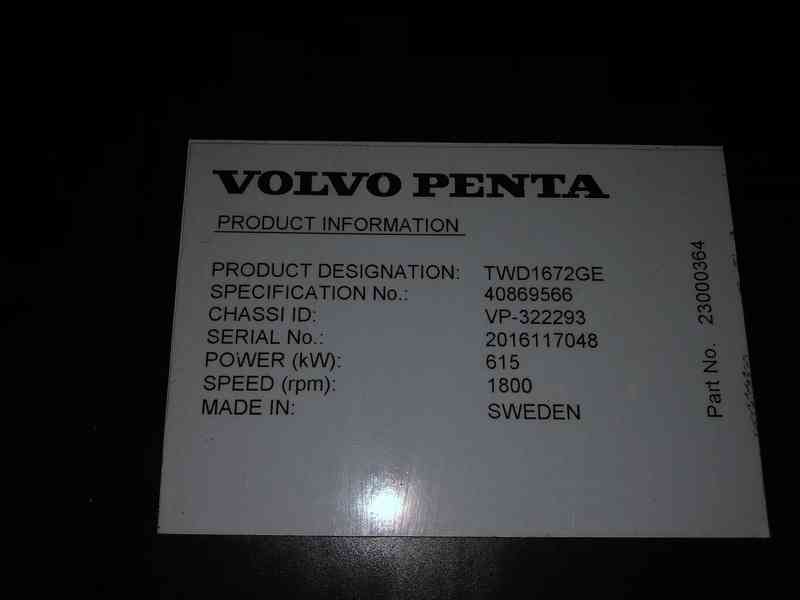 VOLVO PENTA
PRODUCT INFORMATION
PRODUCT DESIGNATION: TWD1672GE
SPECIFICATION No.: 40869566
CHASSI ID: VP-322293
SERIAL No.: 2016117048
POWER (kW): 615
SPEED (rpm): 1800
MADE IN: SWEDEN
Part No. 23000364